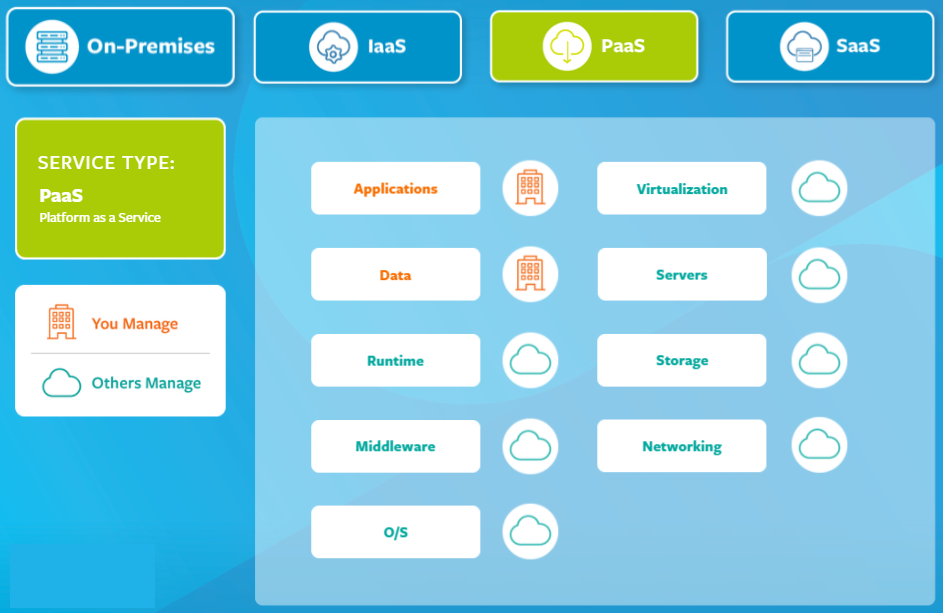 On-Premises
IaaS
PaaS
SaaS
SERVICE TYPE:
PaaS
Platform as a Service
You Manage
Others Manage
Applications
Virtualization
Data
Servers
Runtime
Storage
Middleware
Networking
O/S